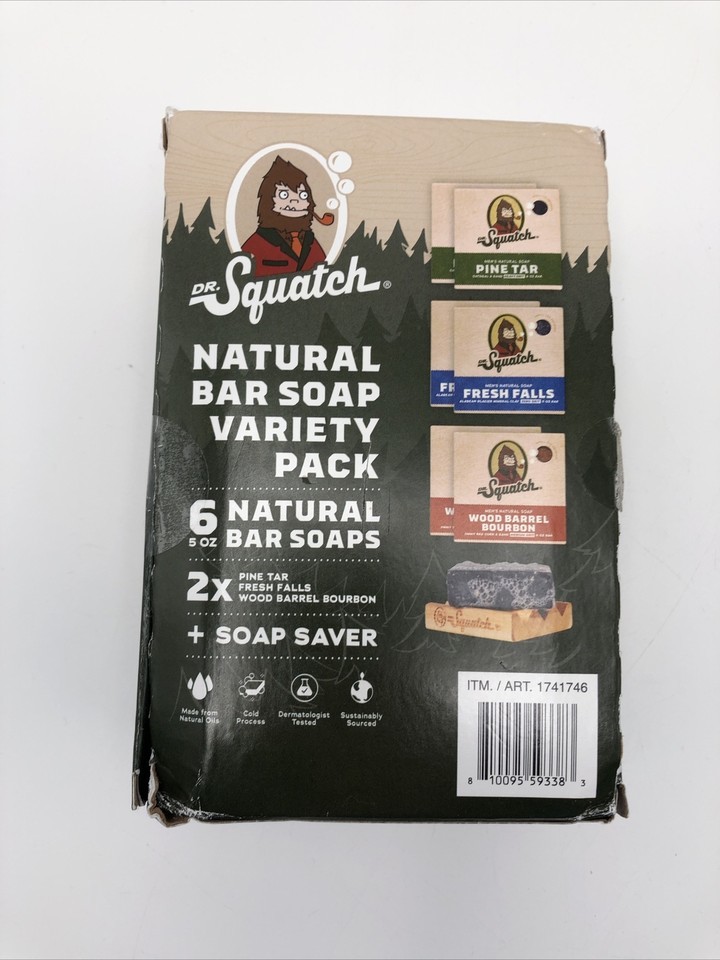 DR. Squatch®
NATURAL
BAR SOAP
VARIETY
PACK
6 NATURAL
5 OZ BAR SOAPS
2x PINE TAR
FRESH FALLS
WOOD BARREL BOURBON
+ SOAP SAVER
Made from
Natural Oils
Cold
Process
Dermatologist
Tested
Sustainably
Sourced
DR. Squatch
MEN'S NATURAL SOAP
PINE TAR
DR. Squatch
MEN'S NATURAL SOAP
FR
FRESH FALLS
DR. Squatch
MEN'S NATURAL SOAP
W
WOOD BARREL
BOURBON
DR. Squatch
ITM. / ART. 1741746
8 10095 59338 3